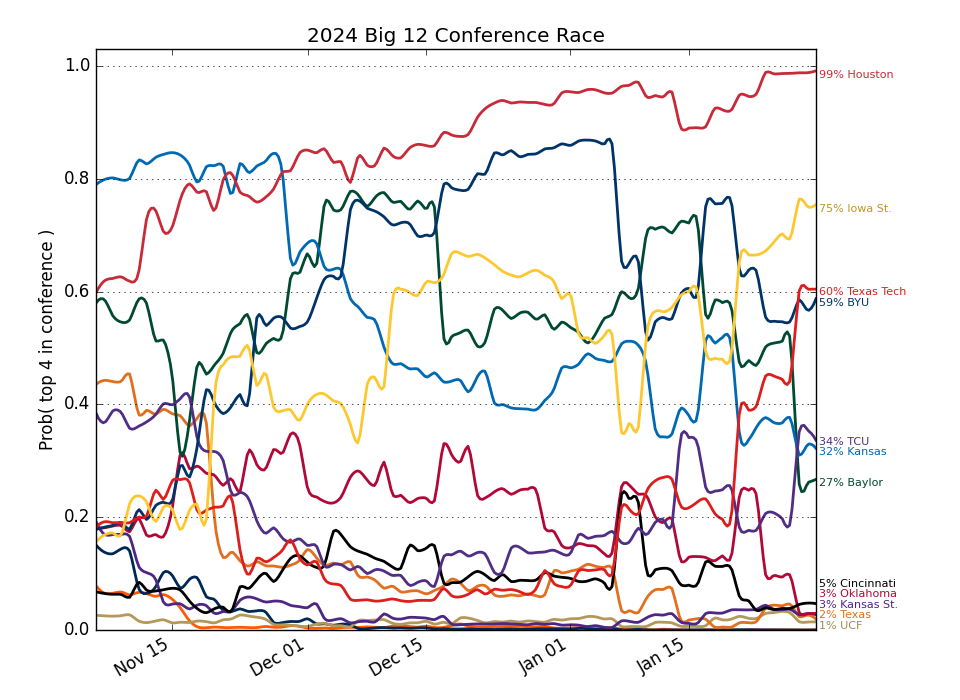 2024 Big 12 Conference Race
Prob( top 4 in conference )
1.0
0.8
0.6
0.4
0.2
0.0
Nov 15
Dec 01
Dec 15
Jan 01
Jan 15
99% Houston
75% Iowa St.
60% Texas Tech
59% BYU
34% TCU
32% Kansas
27% Baylor
5% Cincinnati
3% Oklahoma
3% Kansas St.
2% Texas
1% UCF